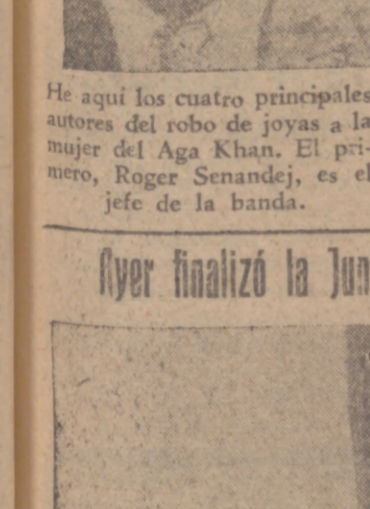 He aquí los cuatro principales
autores del robo de joyas a la
mujer del Aga Khan. El pri-
mero, Roger Senandej, es el
jefe de la banda.
Ayer finalizó la Jun